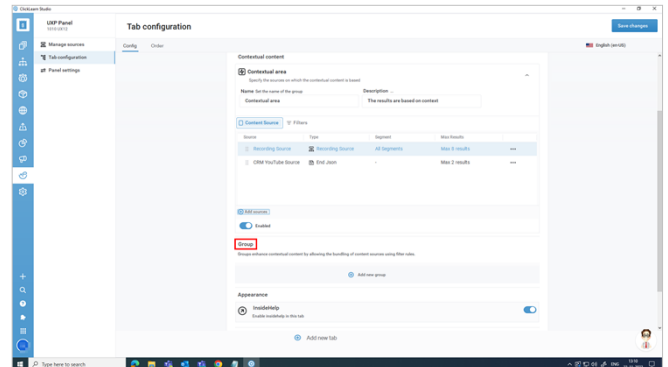 ClickLearn Studio
UXP Panel
Tab configuration
Save changes
Manage sources
Tab configuration
Panel settings
Config Order
English (en-US)
Contextual content
Contextual area
Specify the sources on which the contextual content is based
Name Set the name of the group
Description ...
Contextual area
The results are based on context
Content Source Filters
Source Type Segment Max Results
Recording Source Recording Source All Segments Max 6 results
CRM YouTube Source End Json - Max 2 results
Add sources
Enabled
Group
Groups enhance contextual content by allowing the bundling of content sources using filter rules.
Add new group
Appearance
InsideHelp
Enable InsideHelp in this tab
Add new tab
Type here to search
ENG